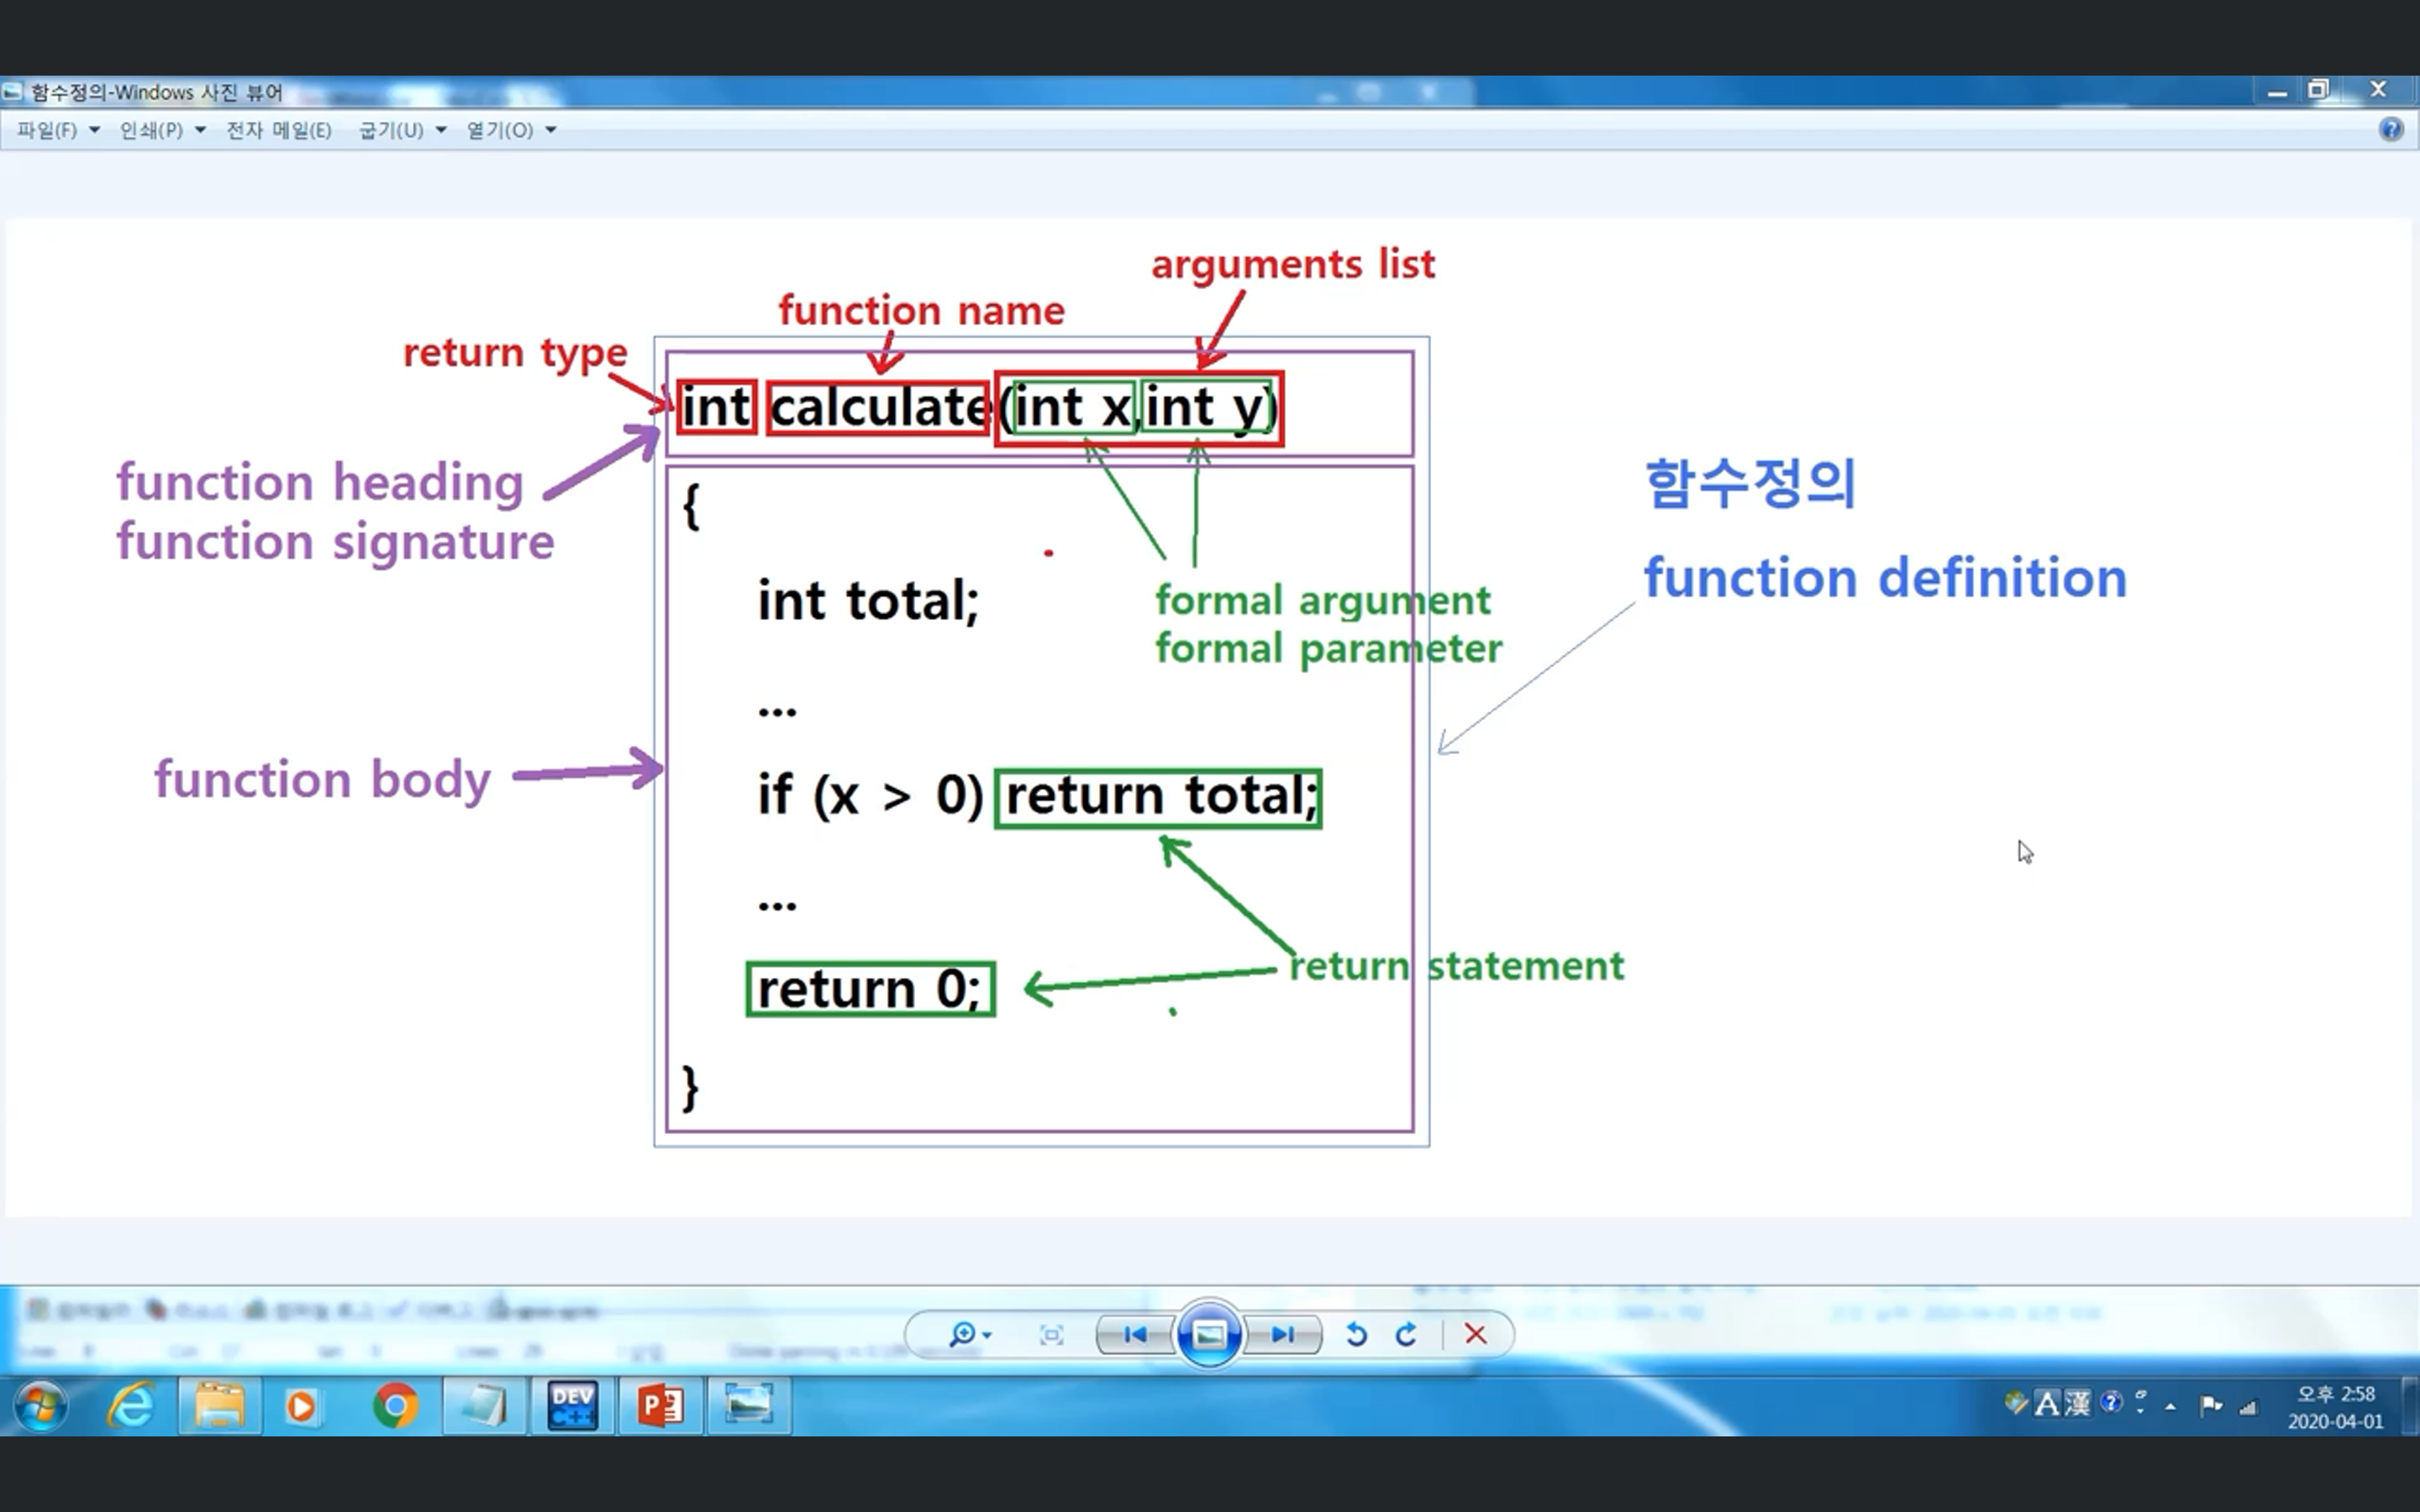 함수정의-Windows 사진 뷰어
파일(F) 인쇄(P) 전자 메일(E) 굽기(U) 열기(O)
arguments list
function name
return type
int calculate(int x,int y)
function heading
function signature
함수정의
function definition
{
int total;
formal argument
formal parameter
...
function body
if (x > 0) return total;
...
return statement
return 0;
}
DEV
C++
P
A 漢
오후 2:58
2020-04-01